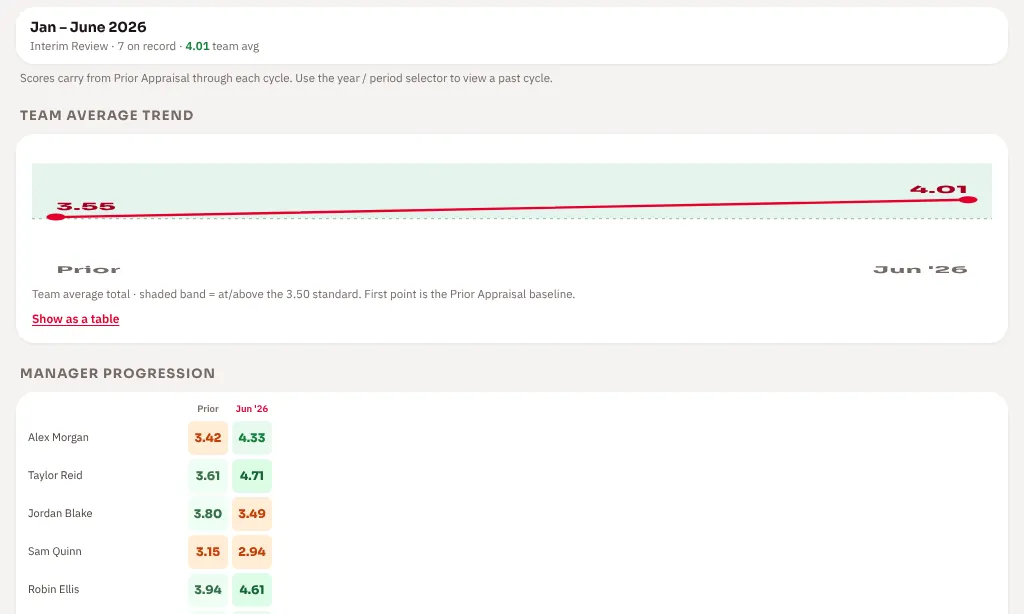 Jan – June 2026
Interim Review · 7 on record · 4.01 team avg
Scores carry from Prior Appraisal through each cycle. Use the year / period selector to view a past cycle.
TEAM AVERAGE TREND
3.55
4.01
Prior
Jun '26
Team average total · shaded band = at/above the 3.50 standard. First point is the Prior Appraisal baseline.
Show as a table
MANAGER PROGRESSION
Prior Jun '26
Alex Morgan 3.42 4.33
Taylor Reid 3.61 4.71
Jordan Blake 3.80 3.49
Sam Quinn 3.15 2.94
Robin Ellis 3.94 4.61